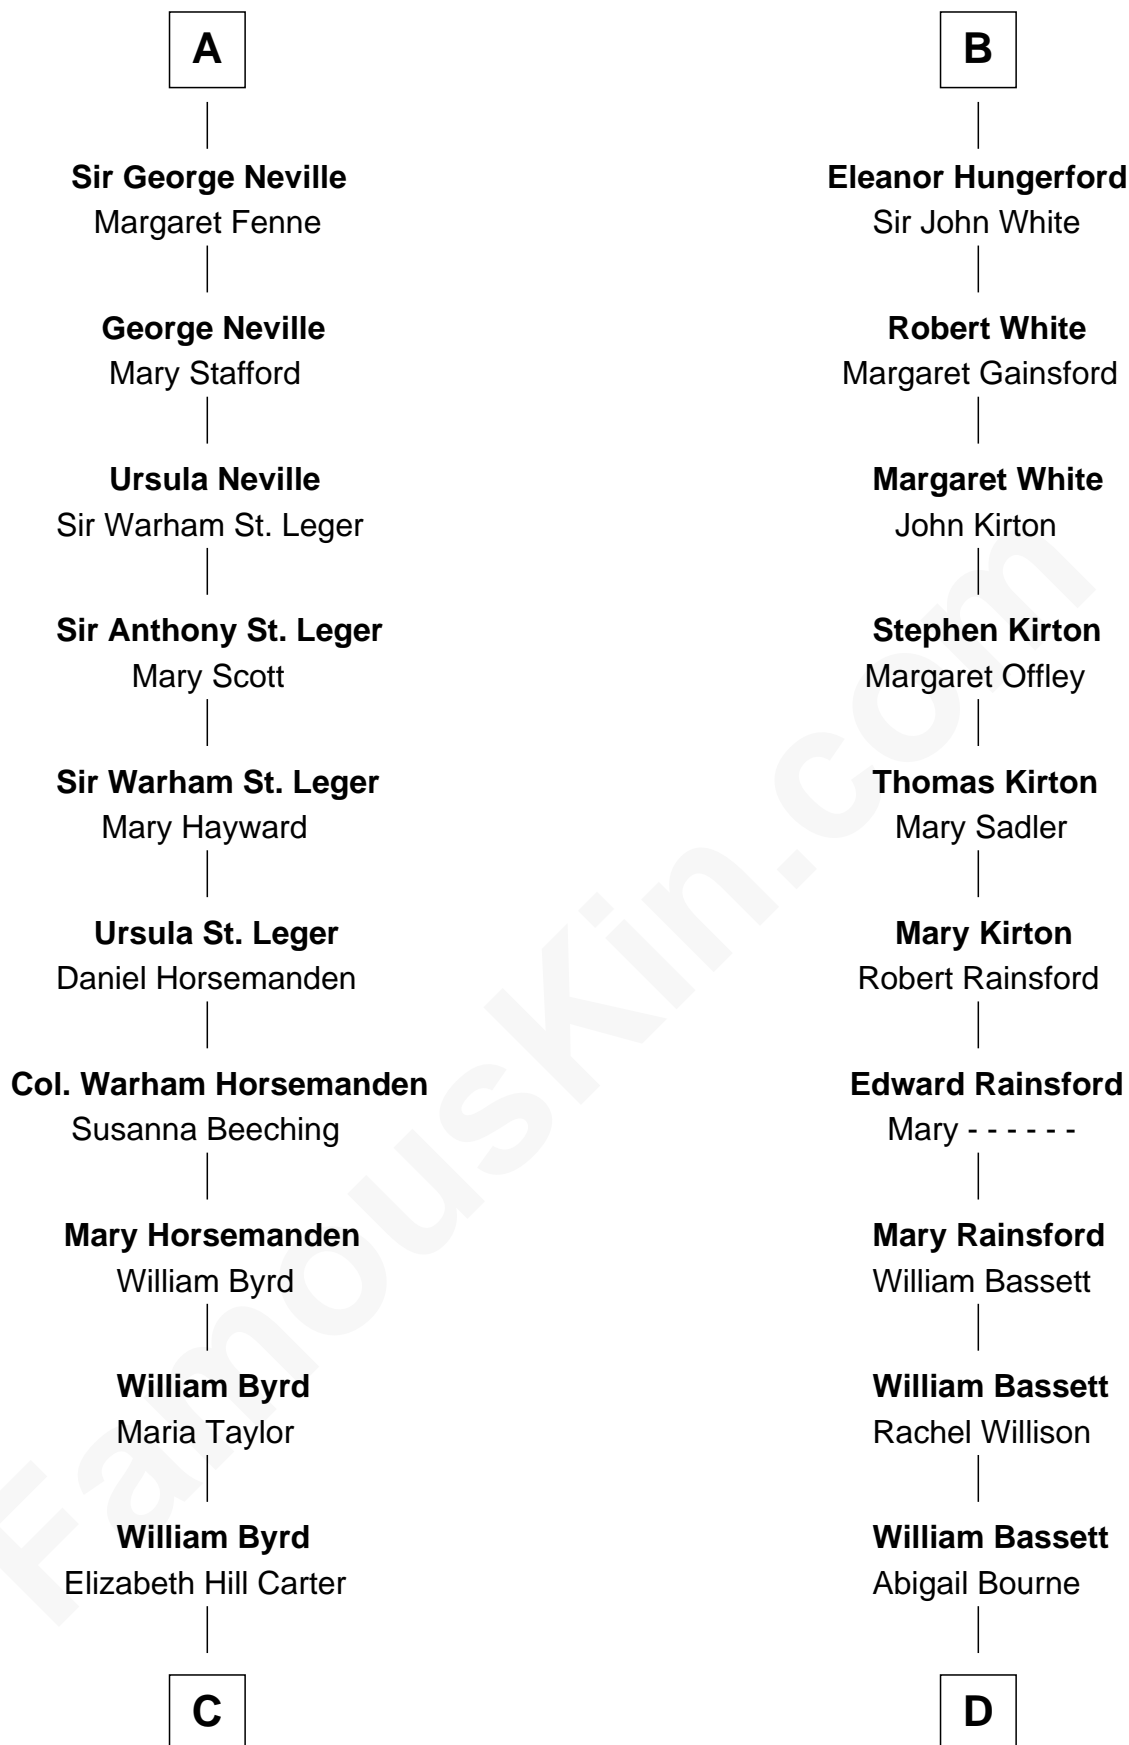 A
Sir George Neville
Margaret Fenne
George Neville
Mary Stafford
Ursula Neville
Sir Warham St. Leger
Sir Anthony St. Leger
Mary Scott
Sir Warham St. Leger
Mary Hayward
Ursula St. Leger
Daniel Horsemanden
Col. Warham Horsemanden
Susanna Beeching
Mary Horsemanden
William Byrd
William Byrd
Maria Taylor
William Byrd
Elizabeth Hill Carter
C
B
Eleanor Hungerford
Sir John White
Robert White
Margaret Gainsford
Margaret White
John Kirton
Stephen Kirton
Margaret Offley
Thomas Kirton
Mary Sadler
Mary Kirton
Robert Rainsford
Edward Rainsford
Mary - - - - - -
Mary Rainsford
William Bassett
William Bassett
Rachel Willison
William Bassett
Abigail Bourne
D
FamousKin.com